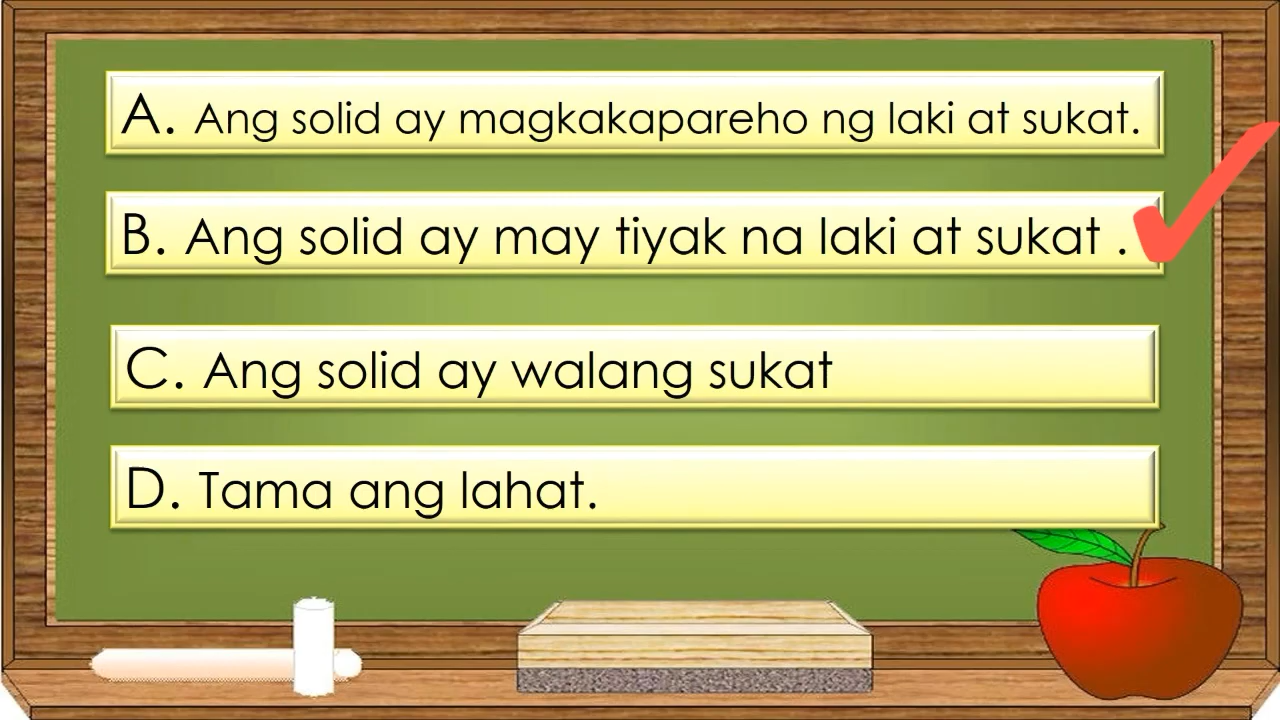 A. Ang solid ay magkakapareho ng laki at sukat.
B. Ang solid ay may tiyak na laki at sukat .
C. Ang solid ay walang sukat
D. Tama ang lahat.